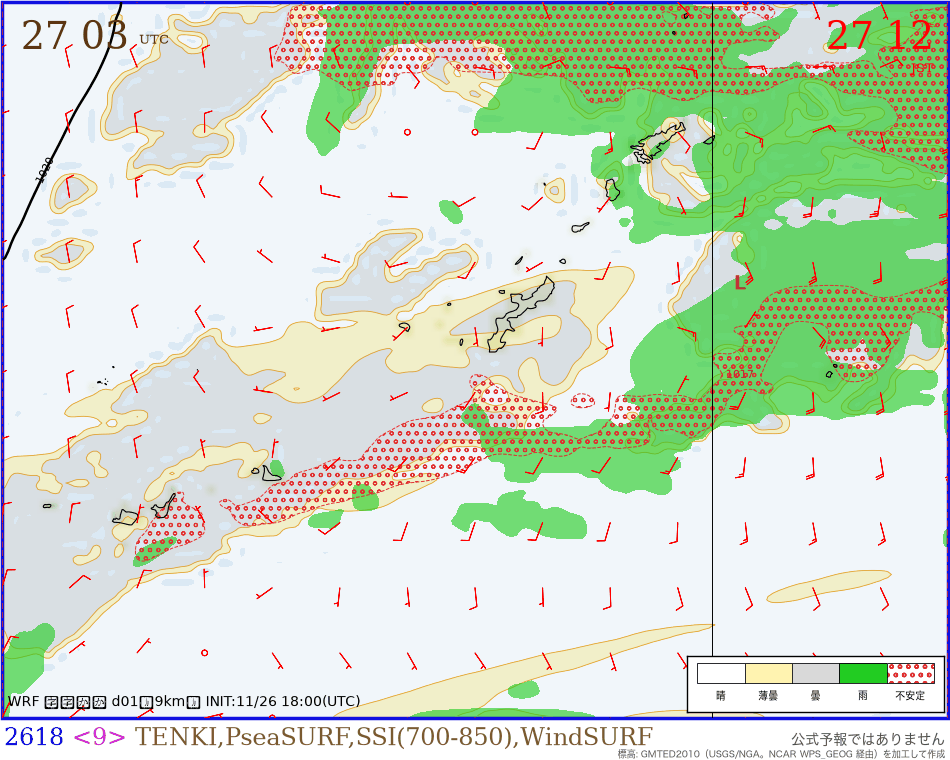 27 03 UTC
27 12
1020
L
1017
WRF d01 9km INIT:11/26 18:00(UTC)
晴 薄曇 曇 雨 不安定
2618 <9> TENKI,PseaSURF,SSI(700-850),WindSURF
公式予報ではありません
標高: GMTED2010（USGS/NGA。NCAR WPS_GEOG 経由）を加工して作成